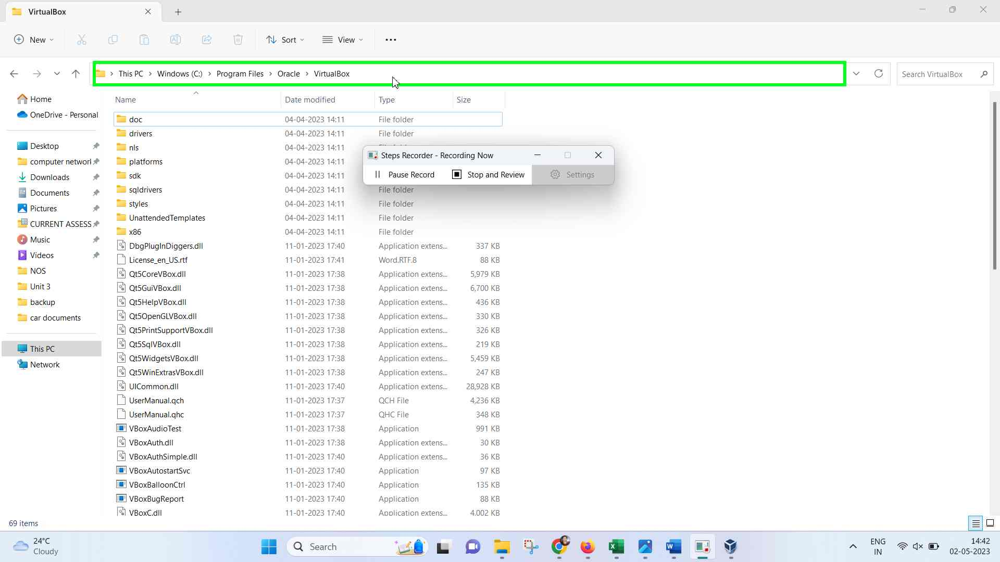 VirtualBox
New
Sort
View
This PC > Windows (C:) > Program Files > Oracle > VirtualBox
Search VirtualBox
Home
OneDrive - Personal
Desktop
computer networl
Downloads
Documents
Pictures
CURRENT ASSESS
Music
Videos
NOS
Unit 3
backup
car documents
This PC
Network
Name Date modified Type Size
doc 04-04-2023 14:11 File folder
drivers 04-04-2023 14:11 File folder
nls 04-04-2023 14:11
platforms 04-04-2023 14:11
sdk 04-04-2023 14:11
sqldrivers 04-04-2023 14:11 File folder
styles 04-04-2023 14:11 File folder
UnattendedTemplates 04-04-2023 14:11 File folder
x86 04-04-2023 14:11 File folder
DbgPlugInDiggers.dll 11-01-2023 17:40 Application extens... 337 KB
License_en_US.rtf 11-01-2023 17:41 Word.RTF.8 88 KB
Qt5CoreVBox.dll 11-01-2023 17:38 Application extens... 5,979 KB
Qt5GuiVBox.dll 11-01-2023 17:38 Application extens... 6,700 KB
Qt5HelpVBox.dll 11-01-2023 17:38 Application extens... 436 KB
Qt5OpenGLVBox.dll 11-01-2023 17:38 Application extens... 330 KB
Qt5PrintSupportVBox.dll 11-01-2023 17:38 Application extens... 326 KB
Qt5SqlVBox.dll 11-01-2023 17:38 Application extens... 219 KB
Qt5WidgetsVBox.dll 11-01-2023 17:38 Application extens... 5,459 KB
Qt5WinExtrasVBox.dll 11-01-2023 17:38 Application extens... 247 KB
UICommon.dll 11-01-2023 17:40 Application extens... 28,928 KB
UserManual.qch 11-01-2023 17:37 QCH File 4,236 KB
UserManual.qhc 11-01-2023 17:37 QHC File 348 KB
VBoxAudioTest 11-01-2023 17:38 Application 991 KB
VBoxAuth.dll 11-01-2023 17:38 Application extens... 30 KB
VBoxAuthSimple.dll 11-01-2023 17:40 Application extens... 36 KB
VBoxAutostartSvc 11-01-2023 17:40 Application 97 KB
VBoxBalloonCtrl 11-01-2023 17:40 Application 135 KB
VBoxBugReport 11-01-2023 17:40 Application 88 KB
VBoxC.dll 11-01-2023 17:40 Application extens... 4,002 KB
Steps Recorder - Recording Now
Pause Record Stop and Review Settings
69 items
24°C
Cloudy
Search
ENG
IN
14:42
02-05-2023